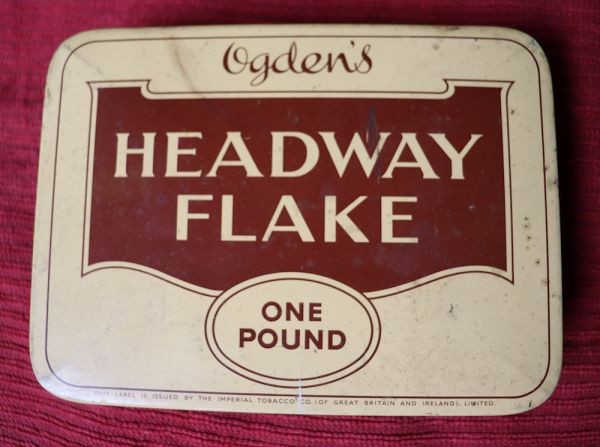 Ogden's
HEADWAY
FLAKE
ONE
POUND
THIS LABEL IS ISSUED BY THE IMPERIAL TOBACCO CO. (OF GREAT BRITAIN AND IRELAND), LIMITED.